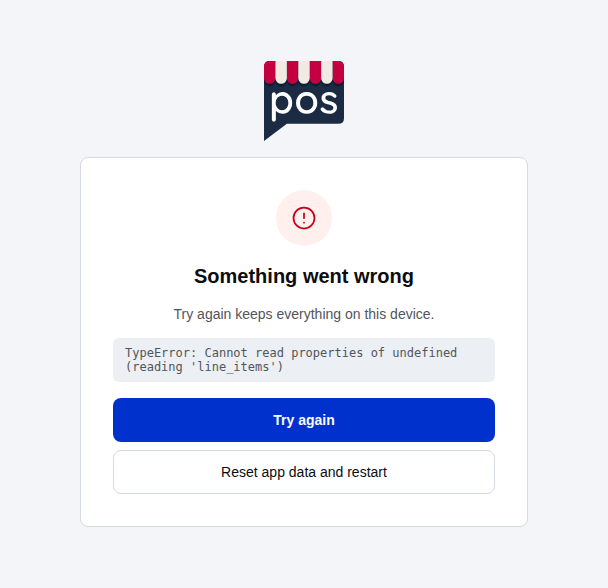 pos
Something went wrong
Try again keeps everything on this device.
TypeError: Cannot read properties of undefined
(reading 'line_items')
Try again
Reset app data and restart